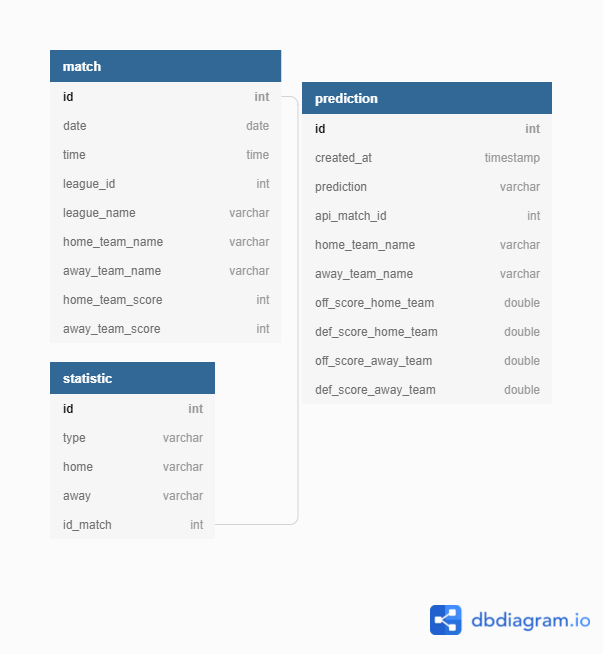 match
id int
date date
time time
league_id int
league_name varchar
home_team_name varchar
away_team_name varchar
home_team_score int
away_team_score int
prediction
id int
created_at timestamp
prediction varchar
api_match_id int
home_team_name varchar
away_team_name varchar
off_score_home_team double
def_score_home_team double
off_score_away_team double
def_score_away_team double
statistic
id int
type varchar
home varchar
away varchar
id_match int
dbdiagram.io